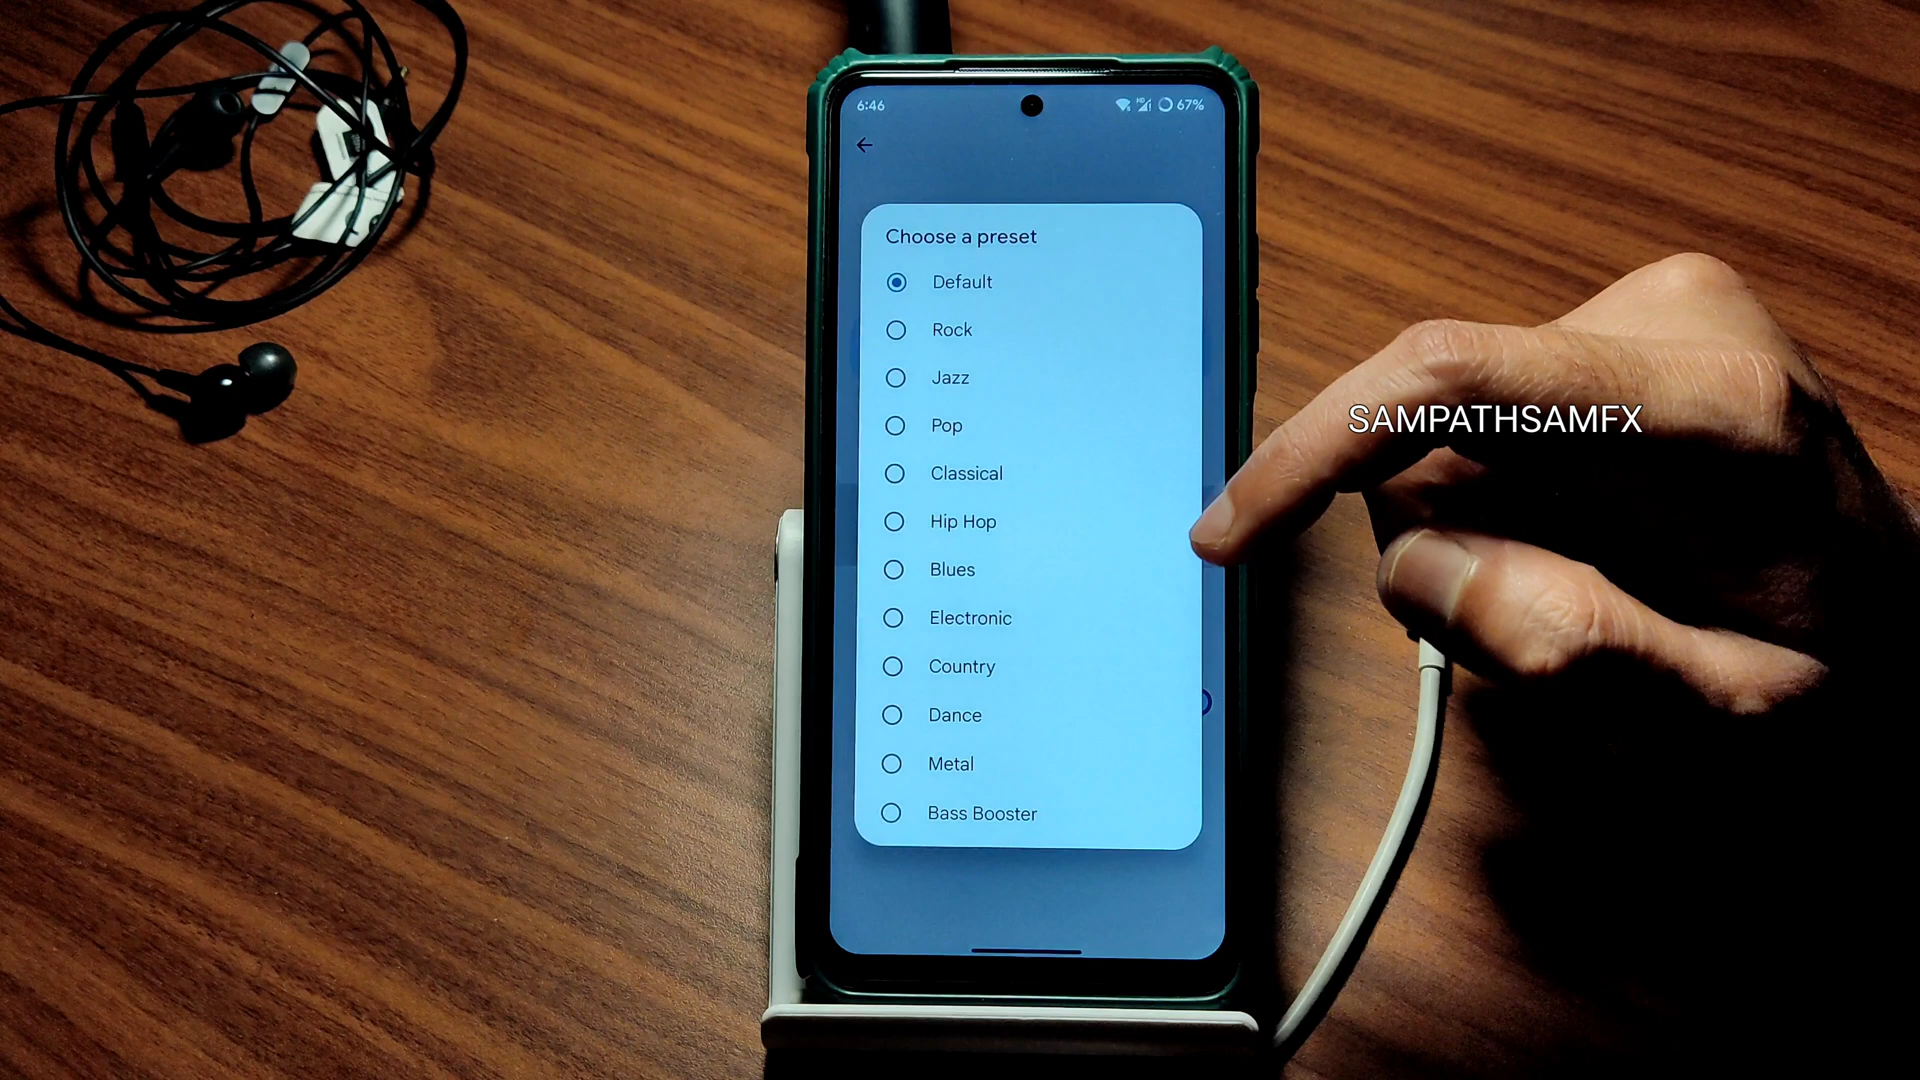 6:46
67%
Choose a preset
Default
Rock
Jazz
Pop
Classical
Hip Hop
Blues
Electronic
Country
Dance
Metal
Bass Booster
SAMPATHSAMFX